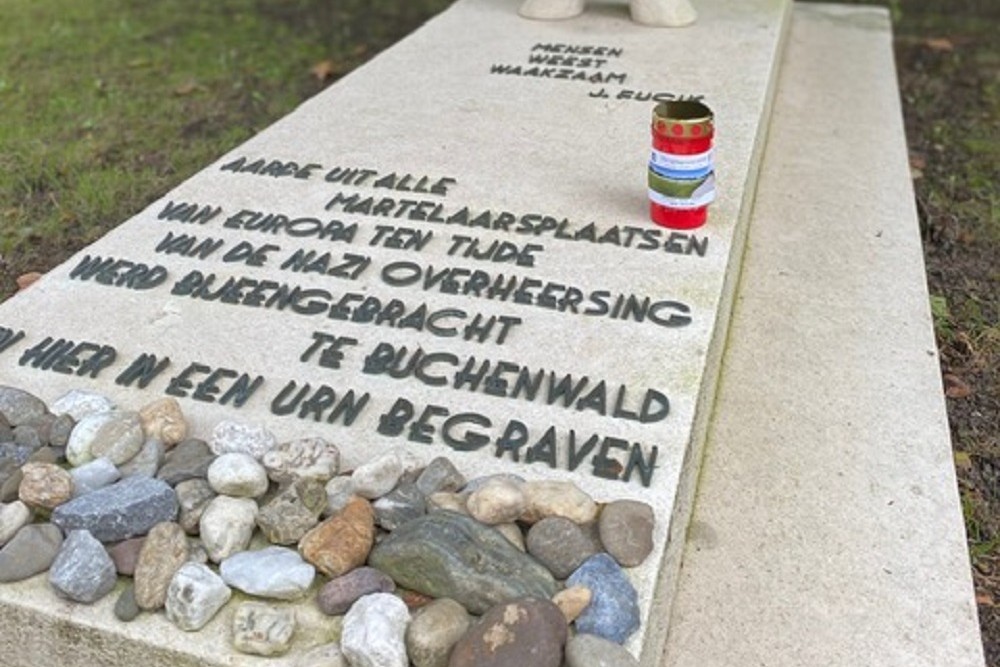 MENSEN
WEEST
WAAKZAAM
J. FUCIK
AARDE UIT ALLE
MARTELAARSPLAATSEN
VAN EUROPA TEN TIJDE
VAN DE NAZI OVERHEERSING
WERD BIJEENGEBRACHT
TE BUCHENWALD
EN HIER IN EEN URN BEGRAVEN